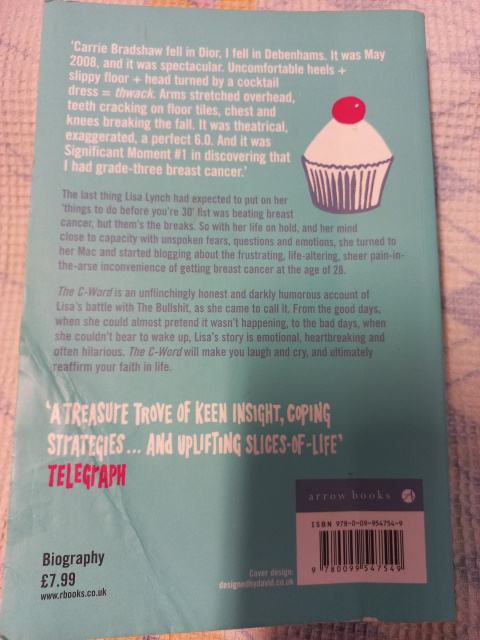 'Carrie Bradshaw fell in Dior, I fell in Debenhams. It was May
2008, and it was spectacular. Uncomfortable heels +
slippy floor + head turned by a cocktail
dress = thwack. Arms stretched overhead,
teeth cracking on floor tiles, chest and
knees breaking the fall. It was theatrical,
exaggerated, a perfect 6.0. And it was
Significant Moment #1 in discovering that
I had grade-three breast cancer.'
The last thing Lisa Lynch had expected to put on her
'things to do before you're 30' list was beating breast
cancer, but them's the breaks. So with her life on hold, and her mind
close to capacity with unspoken fears, questions and emotions, she turned to
her Mac and started blogging about the frustrating, life-altering, sheer pain-in-
the-arse inconvenience of getting breast cancer at the age of 28.
The C-Word is an unflinchingly honest and darkly humorous account of
Lisa's battle with The Bullshit, as she came to call it. From the good days,
when she could almost pretend it wasn't happening, to the bad days, when
she couldn't bear to wake up, Lisa's story is emotional, heartbreaking and
often hilarious. The C-Word will make you laugh and cry, and ultimately
reaffirm your faith in life.
'A TREASURE TROVE OF KEEN INSIGHT, COPING
STRATEGIES... AND UPLIFTING SLICES-OF-LIFE'
TELEGRAPH
arrow books
ISBN 978-0-09-954754-9
9 780099 547549
Biography
£7.99
www.rbooks.co.uk
Cover design:
designedbydavid.co.uk